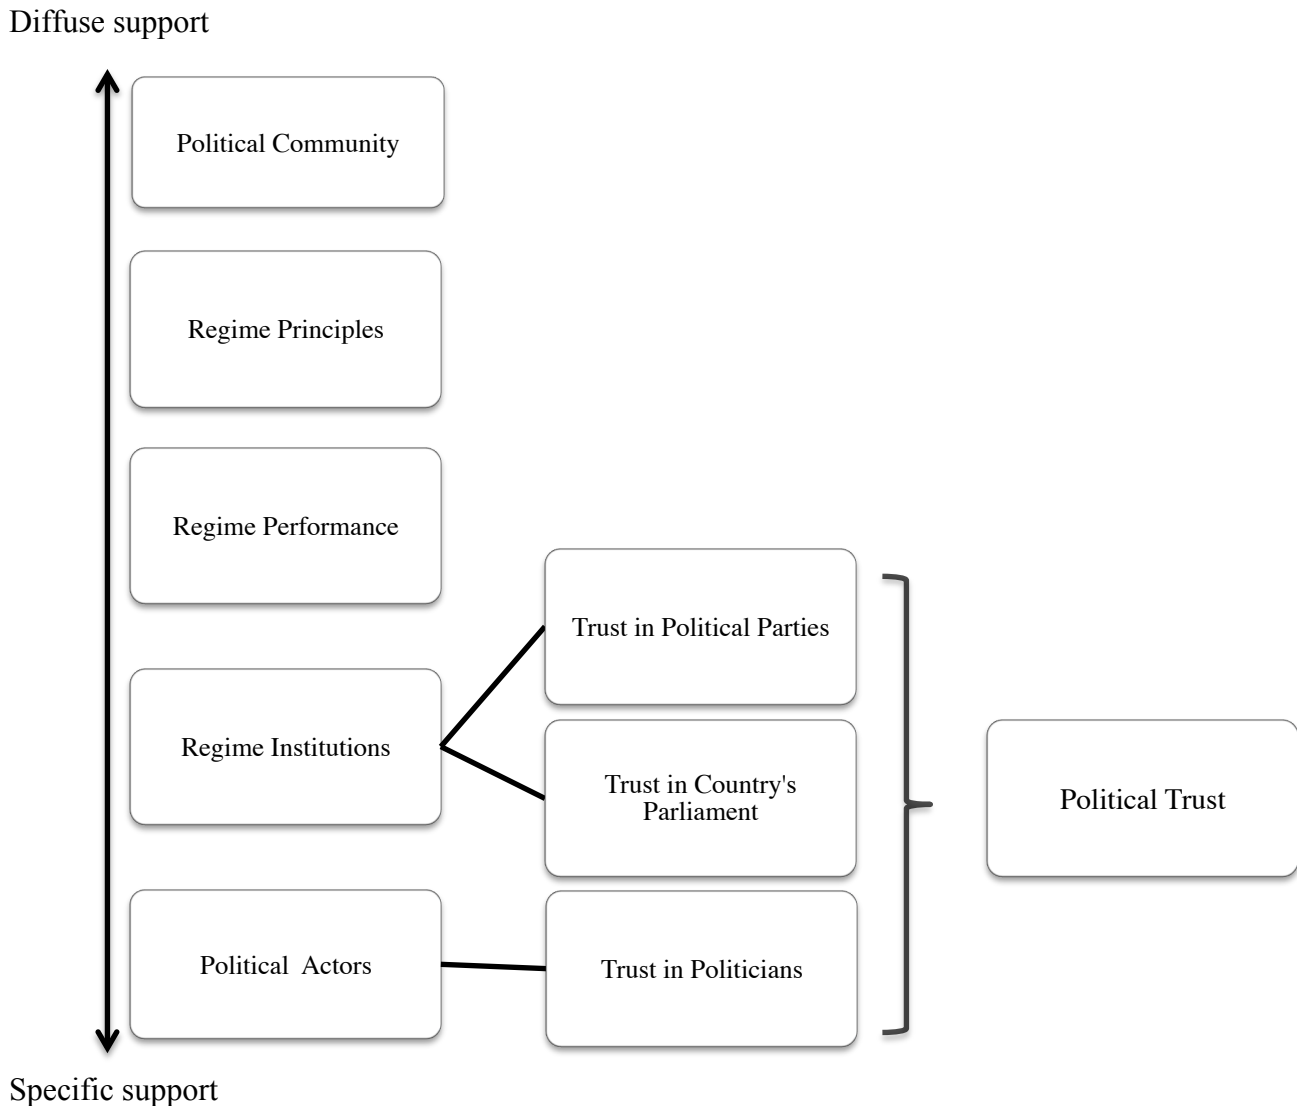 Diffuse support
Political Community
Regime Principles
Regime Performance
Trust in Political Parties
Regime Institutions
Trust in Country's
Parliament
Political Trust
Political  Actors
Trust in Politicians
Specific support